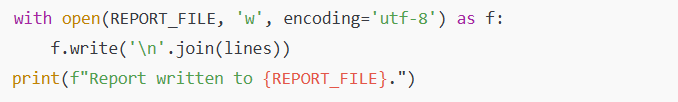 with open(REPORT_FILE, 'w', encoding='utf-8') as f:
    f.write('\n'.join(lines))
print(f"Report written to {REPORT_FILE}.")